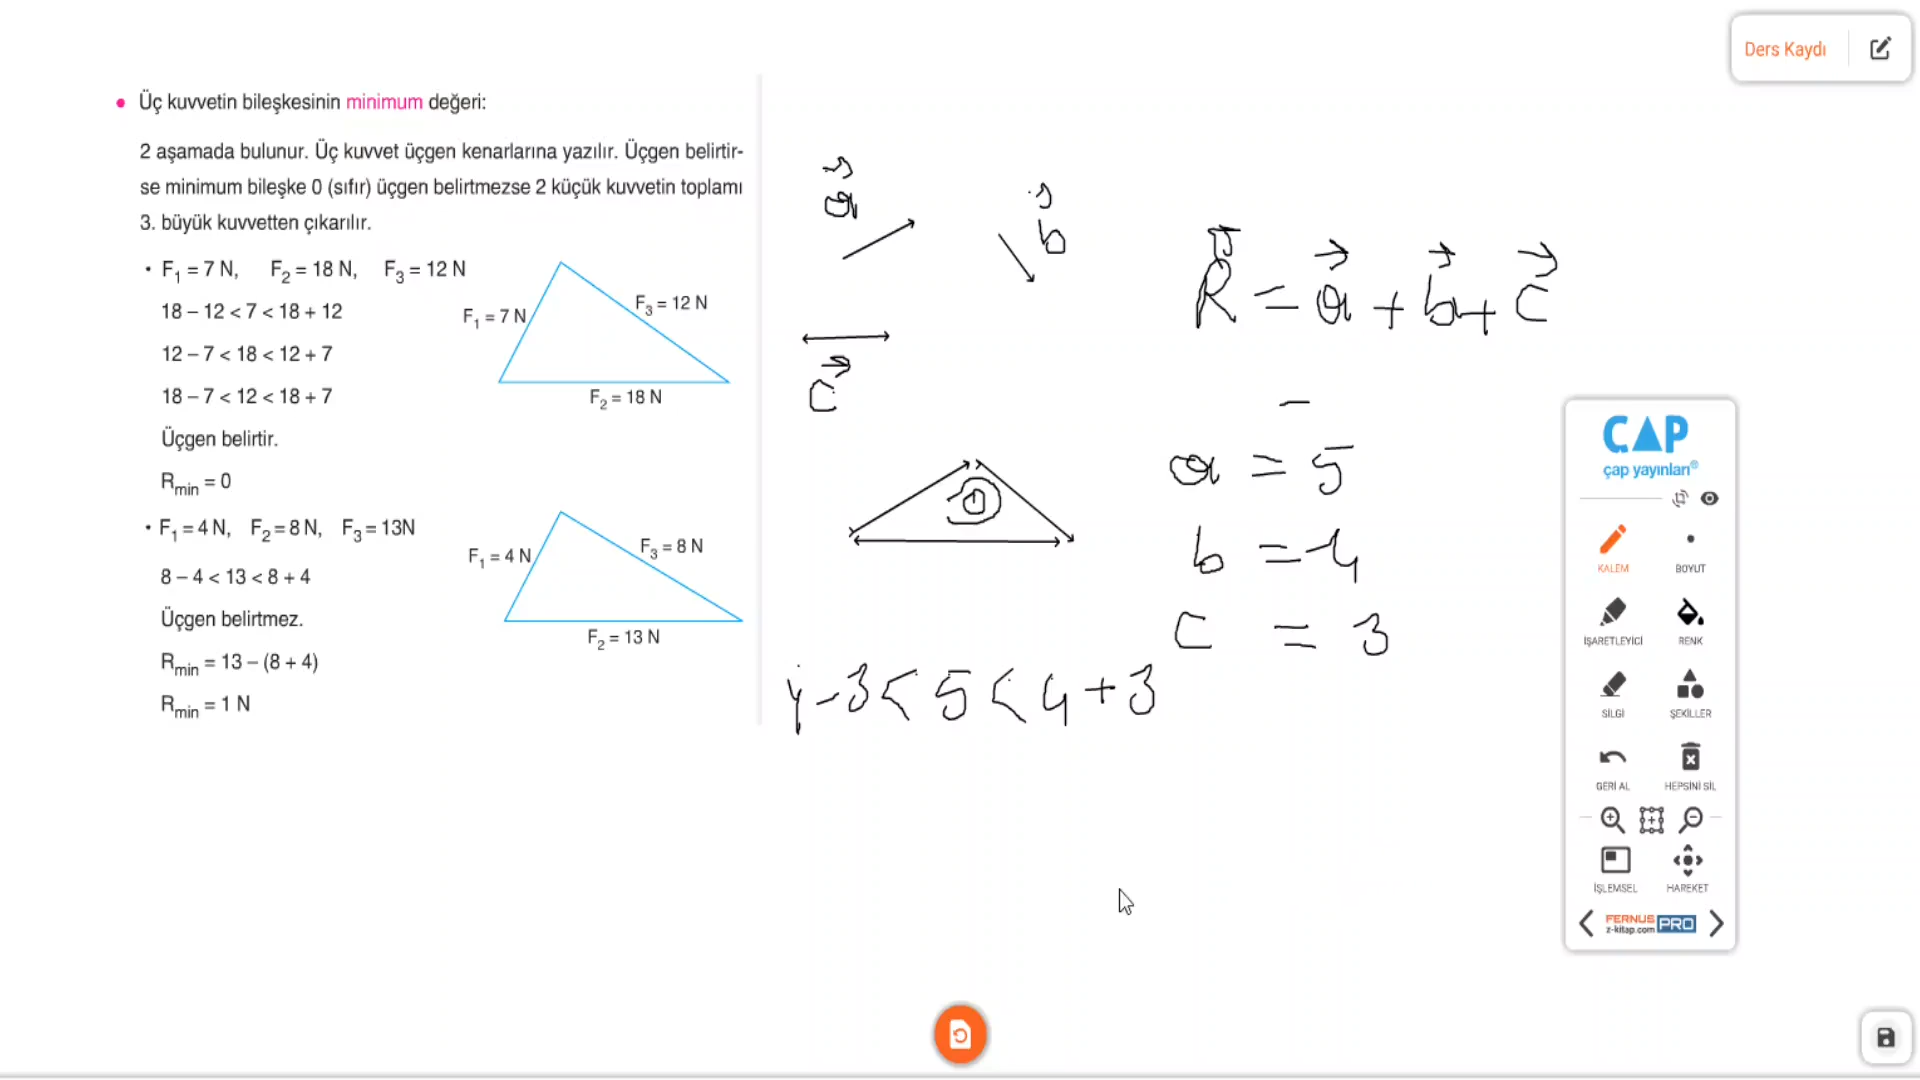 Ders Kaydı
• Üç kuvvetin bileşkesinin minimum değeri:
2 aşamada bulunur. Üç kuvvet üçgen kenarlarına yazılır. Üçgen belirtir-
se minimum bileşke 0 (sıfır) üçgen belirtmezse 2 küçük kuvvetin toplamı
3. büyük kuvvetten çıkarılır.
• F₁ = 7 N, F₂ = 18 N, F₃ = 12 N
18 – 12 < 7 < 18 + 12
12 – 7 < 18 < 12 + 7
18 – 7 < 12 < 18 + 7
Üçgen belirtir.
Rmin = 0
F₁ = 7 N
F₃ = 12 N
F₂ = 18 N
• F₁ = 4 N, F₂ = 8 N, F₃ = 13N
8 – 4 < 13 < 8 + 4
Üçgen belirtmez.
Rmin = 13 – (8 + 4)
Rmin = 1 N
F₁ = 4 N
F₃ = 8 N
F₂ = 13 N
a
b
c
R = a + b + c
a = 5
b = 4
c = 3
4 - 3 < 5 < 4 + 3
ÇAP
çap yayınları®
KALEM
BOYUT
İŞARETLEYİCİ
RENK
SİLGİ
ŞEKİLLER
GERİ AL
HEPSİNİ SİL
İŞLEMSEL
HAREKET
FERNUS PRO
z-kitap.com